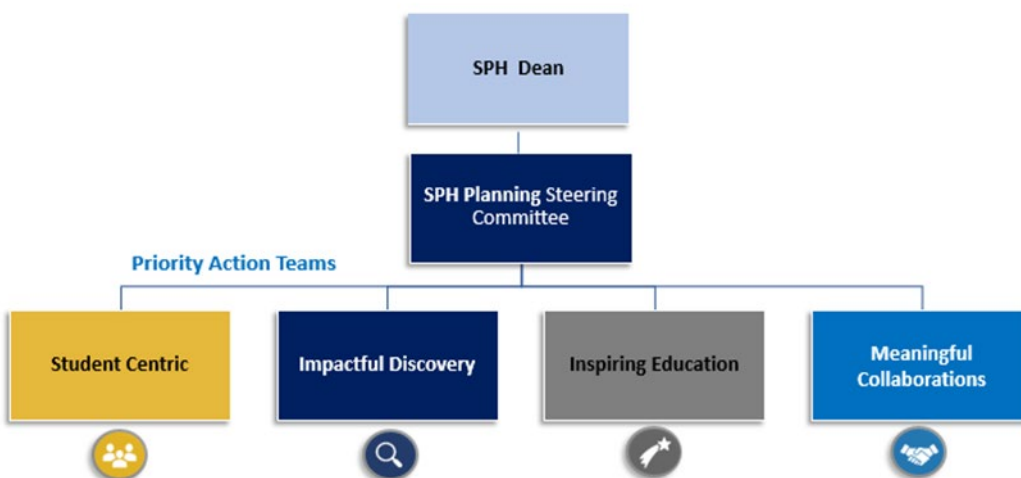 SPH Dean
SPH Planning Steering
Committee
Priority Action Teams
Student Centric
Impactful Discovery
Inspiring Education
Meaningful
Collaborations